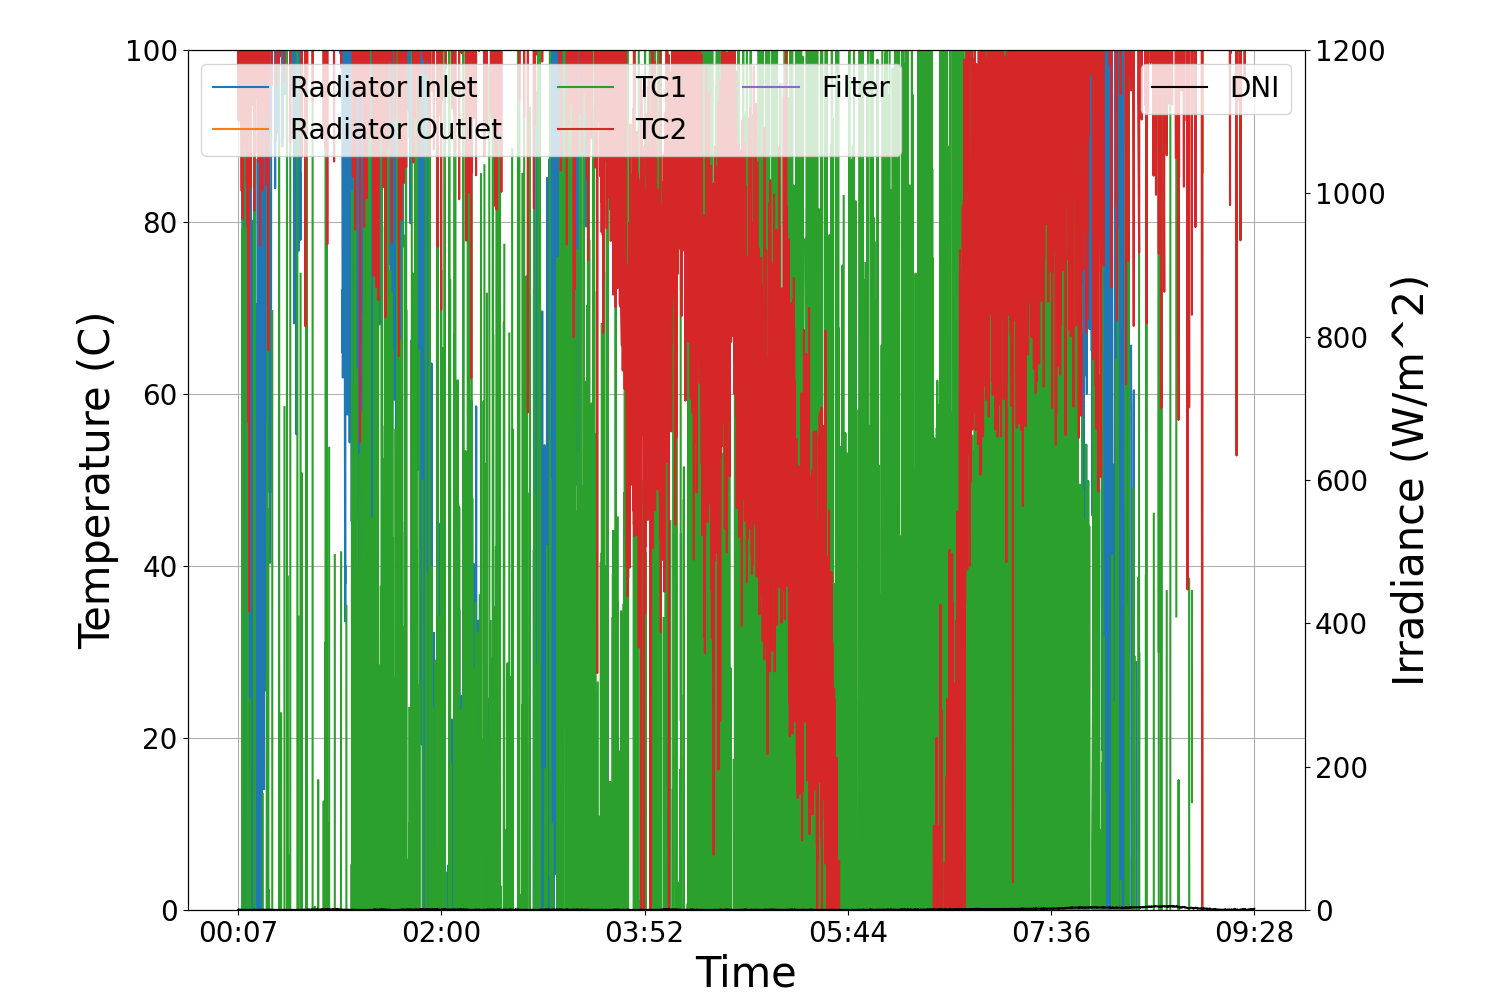 Radiator Inlet
Radiator Outlet
TC1
TC2
Filter
DNI
Temperature (C)
100
80
60
40
20
0
Irradiance (W/m^2)
1200
1000
800
600
400
200
0
00:07 02:00 03:52 05:44 07:36 09:28
Time